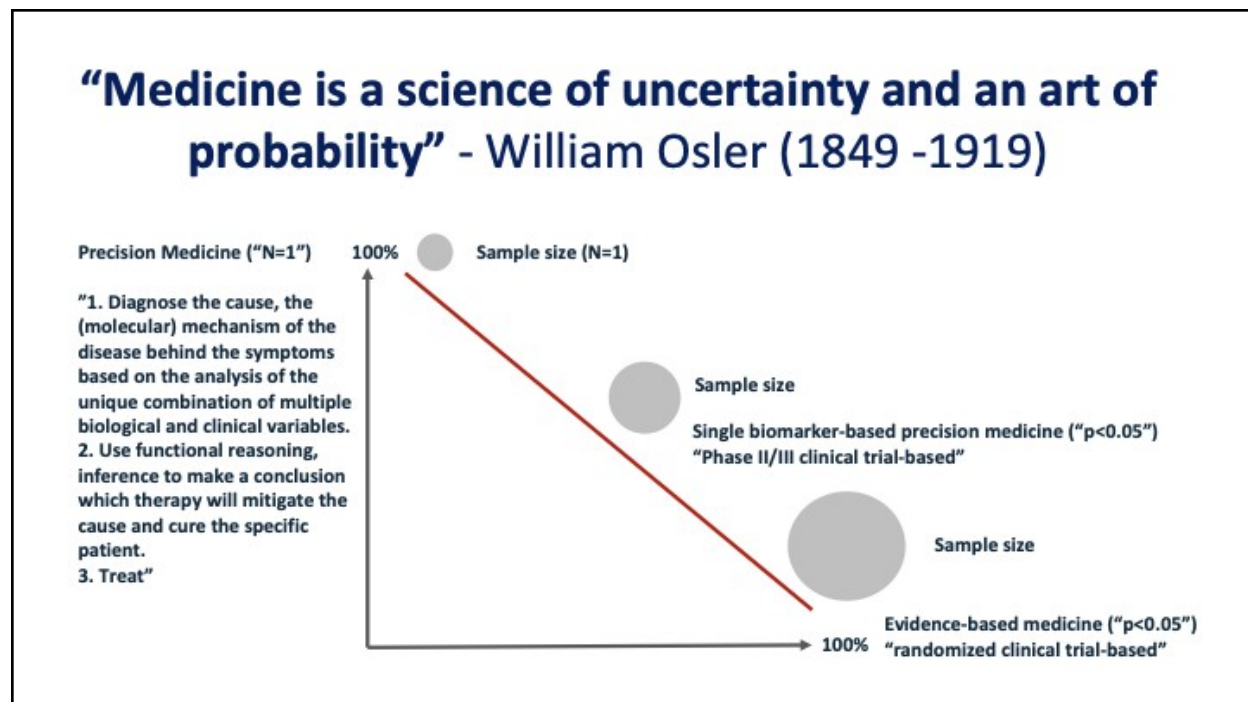 “Medicine is a science of uncertainty and an art of
probability” - William Osler (1849 -1919)
Precision Medicine (“N=1”)
100%
Sample size (N=1)
”1. Diagnose the cause, the
(molecular) mechanism of the
disease behind the symptoms
based on the analysis of the
unique combination of multiple
biological and clinical variables.
2. Use functional reasoning,
inference to make a conclusion
which therapy will mitigate the
cause and cure the specific
patient.
3. Treat”
Sample size
Single biomarker-based precision medicine (“p<0.05”)
“Phase II/III clinical trial-based”
Sample size
100%
Evidence-based medicine (“p<0.05”)
“randomized clinical trial-based”